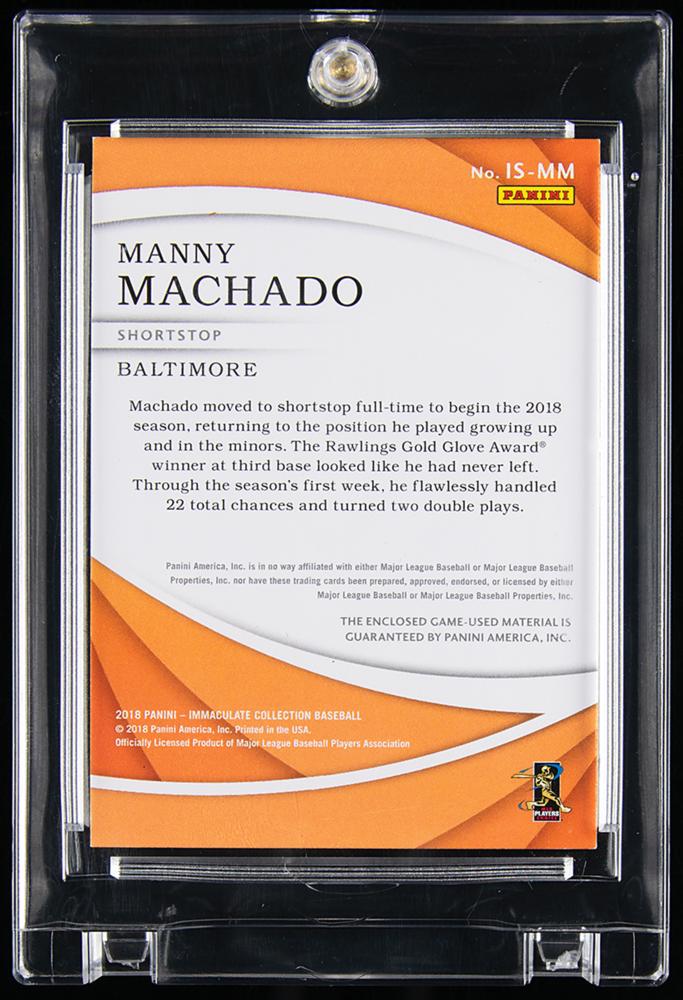 No. IS-MM
PANINI
MANNY
MACHADO
SHORTSTOP
BALTIMORE
Machado moved to shortstop full-time to begin the 2018
season, returning to the position he played growing up
and in the minors. The Rawlings Gold Glove Award®
winner at third base looked like he had never left.
Through the season's first week, he flawlessly handled
22 total chances and turned two double plays.
Panini America, Inc. is in no way affiliated with either Major League Baseball or Major League Baseball
Properties, Inc. nor have these trading cards been prepared, approved, endorsed, or licensed by either
Major League Baseball or Major League Baseball Properties, Inc.
THE ENCLOSED GAME-USED MATERIAL IS
GUARANTEED BY PANINI AMERICA, INC.
2018 PANINI – IMMACULATE COLLECTION BASEBALL
© 2018 Panini America, Inc. Printed in the USA.
Officially Licensed Product of Major League Baseball Players Association
PLAYERS